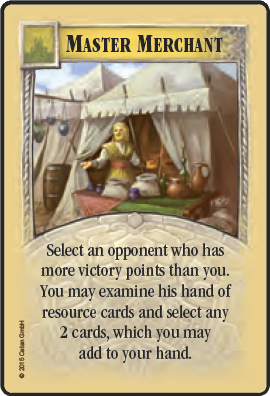 MASTER MERCHANT
Select an opponent who has
more victory points than you.
You may examine his hand of
resource cards and select any
2 cards, which you may
add to your hand.
© 2015 Catan GmbH